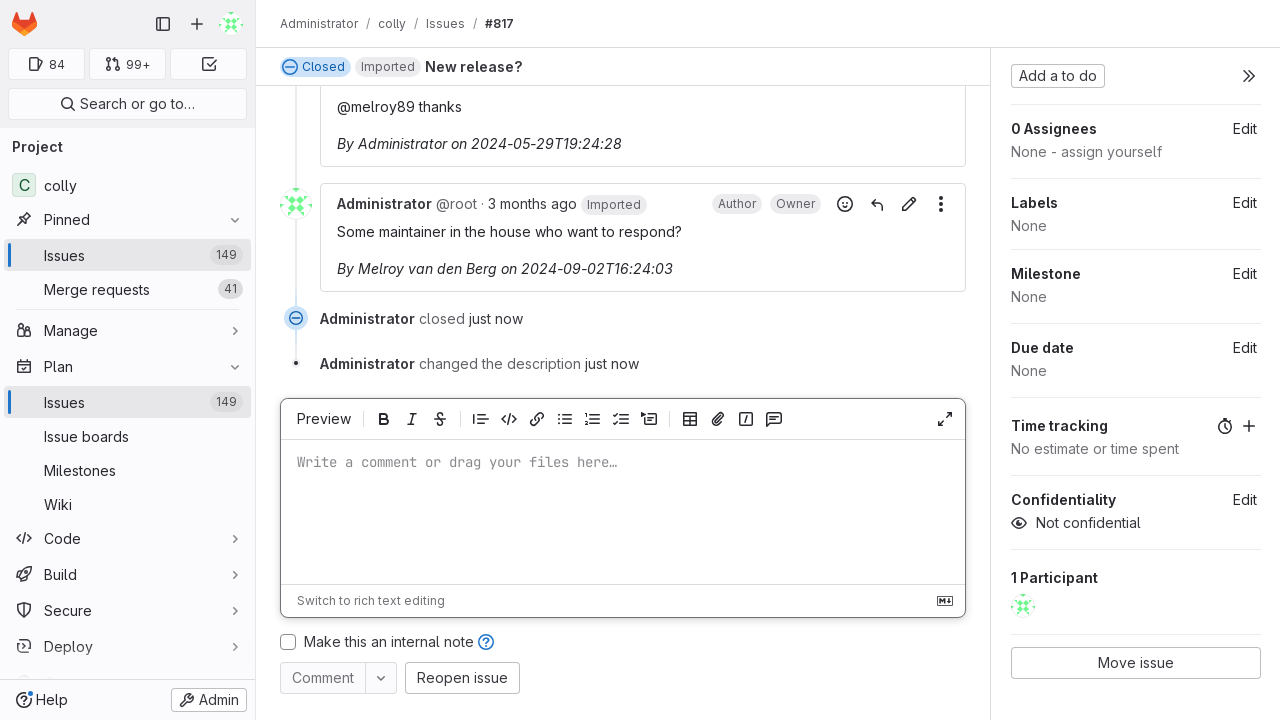 Administrator / colly / Issues / #817
84
99+
Search or go to…
Project
C colly
Pinned
Issues 149
Merge requests 41
Manage
Plan
Issues 149
Issue boards
Milestones
Wiki
Code
Build
Secure
Deploy
Help
Admin
Closed Imported New release?
@melroy89 thanks
By Administrator on 2024-05-29T19:24:28
Administrator @root · 3 months ago Imported Author Owner
Some maintainer in the house who want to respond?
By Melroy van den Berg on 2024-09-02T16:24:03
Administrator closed just now
Administrator changed the description just now
Preview
Write a comment or drag your files here…
Switch to rich text editing
Make this an internal note
Comment
Reopen issue
Add a to do
0 Assignees Edit
None - assign yourself
Labels Edit
None
Milestone Edit
None
Due date Edit
None
Time tracking
No estimate or time spent
Confidentiality Edit
Not confidential
1 Participant
Move issue